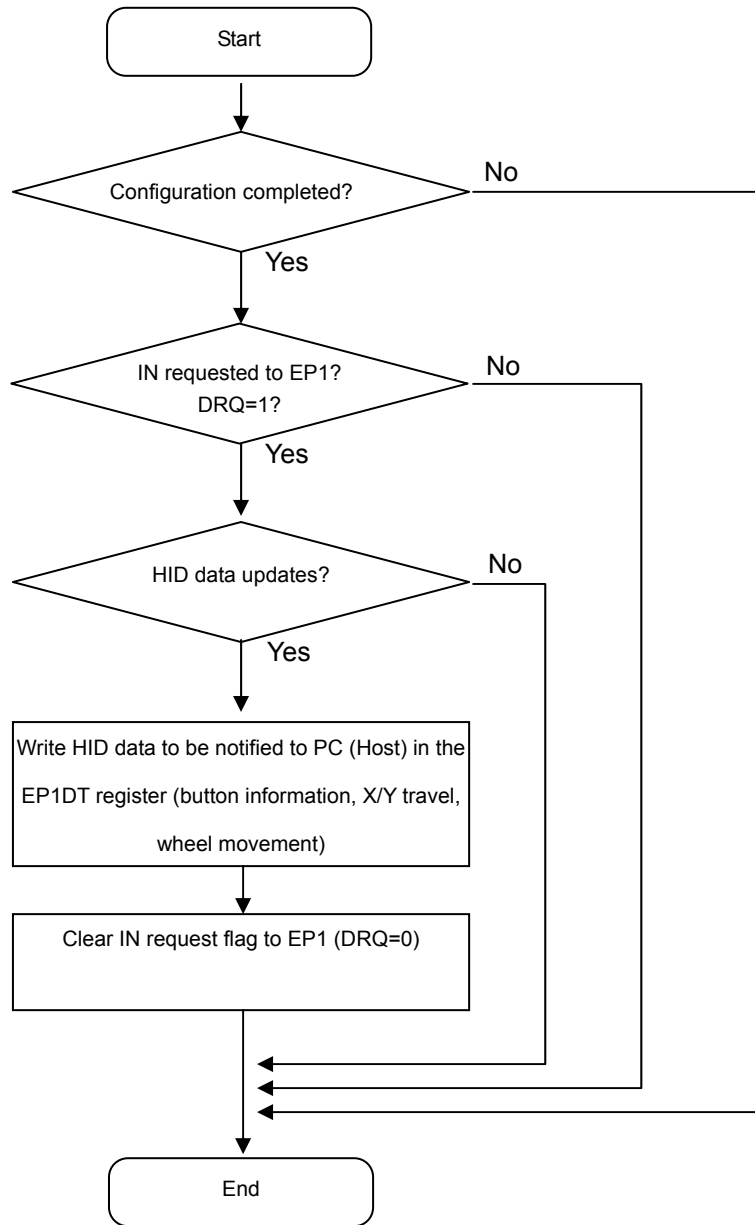 Start
Configuration completed?
No
Yes
IN requested to EP1?
DRQ=1?
No
Yes
HID data updates?
No
Yes
Write HID data to be notified to PC (Host) in the
EP1DT register (button information, X/Y travel,
wheel movement)
Clear IN request flag to EP1 (DRQ=0)
End